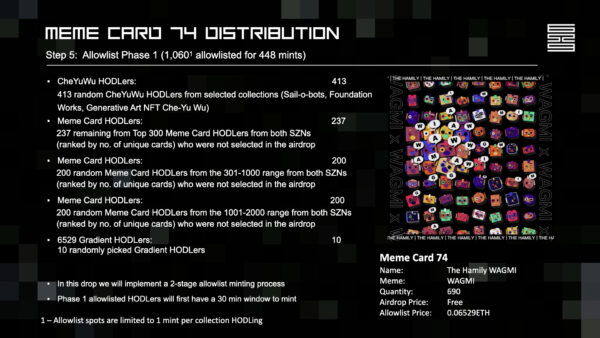 MEME CARD 74 DISTRIBUTION
Step 5: Allowlist Phase 1 (1,060¹ allowlisted for 448 mints)
• CheYuWu HODLers: 413
413 random CheYuWu HODLers from selected collections (Sail-o-bots, Foundation
Works, Generative Art NFT Che-Yu Wu)
• Meme Card HODLers: 237
237 remaining from Top 300 Meme Card HODLers from both SZNs
(ranked by no. of unique cards) who were not selected in the airdrop
• Meme Card HODLers: 200
200 random Meme Card HODLers from the 301-1000 range from both SZNs
(ranked by no. of unique cards) who were not selected in the airdrop
• Meme Card HODLers: 200
200 random Meme Card HODLers from the 1001-2000 range from both SZNs
(ranked by no. of unique cards) who were not selected in the airdrop
• 6529 Gradient HODLers: 10
10 randomly picked Gradient HODLers
• In this drop we will implement a 2-stage allowlist minting process
• Phase 1 allowlisted HODLers will first have a 30 min window to mint
1 – Allowlist spots are limited to 1 mint per collection HODLing
| THE HAMILY | THE HAMILY | THE HAMILY | THE HAMILY |
WAGMI x WAGMI
WAGMI x WAGMI
THE HAMILY | THE HAMILY | THE HAMILY | THE HAMILY | THE HA
Meme Card 74
Name: The Hamily WAGMI
Meme: WAGMI
Quantity: 690
Airdrop Price: Free
Allowlist Price: 0.06529ETH